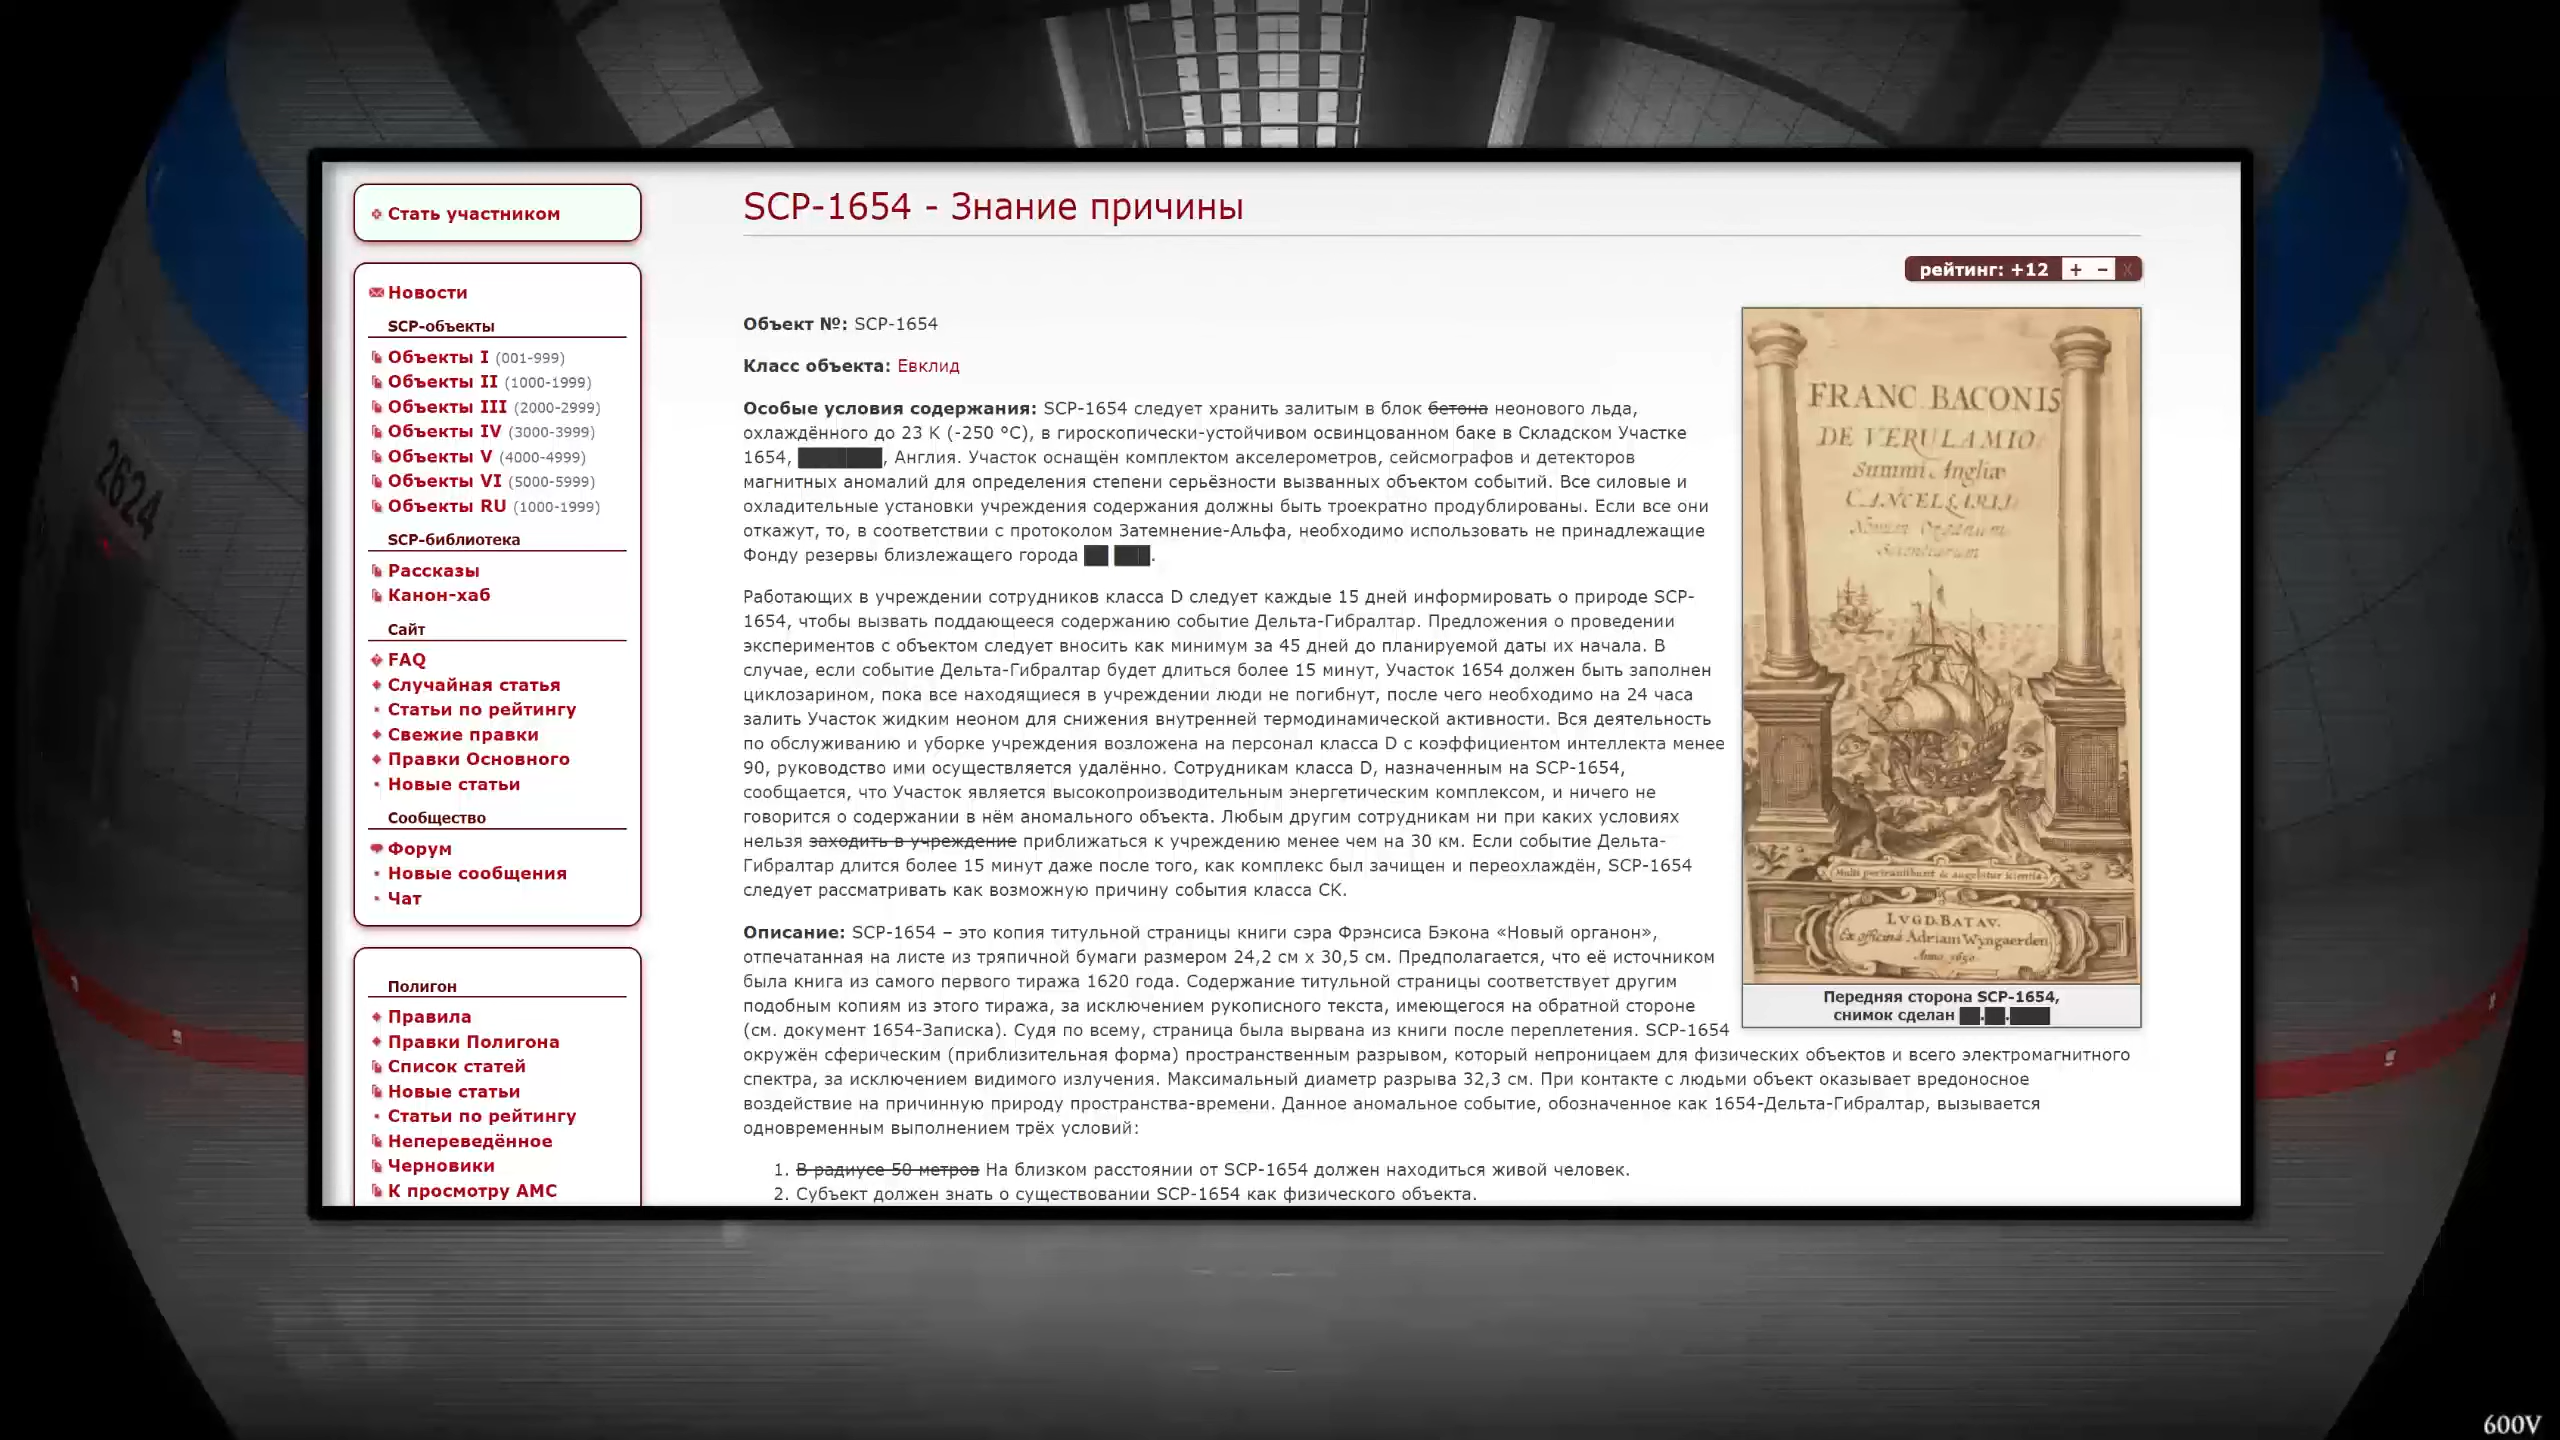 Стать участником
Новости
SCP-объекты
Объекты I (001-999)
Объекты II (1000-1999)
Объекты III (2000-2999)
Объекты IV (3000-3999)
Объекты V (4000-4999)
Объекты VI (5000-5999)
Объекты RU (1000-1999)
SCP-библиотека
Рассказы
Канон-хаб
Сайт
FAQ
Случайная статья
Статьи по рейтингу
Свежие правки
Правки Основного
Новые статьи
Сообщество
Форум
Новые сообщения
Чат
Полигон
Правила
Правки Полигона
Список статей
Новые статьи
Статьи по рейтингу
Непереведённое
Черновики
К просмотру АМС
SCP-1654 - Знание причины
рейтинг: +12 + – X
Объект №: SCP-1654
Класс объекта: Евклид
Особые условия содержания: SCP-1654 следует хранить залитым в блок бетона неонового льда,
охлаждённого до 23 K (-250 °C), в гироскопически-устойчивом освинцованном баке в Складском Участке
1654, ███████, Англия. Участок оснащён комплектом акселерометров, сейсмографов и детекторов
магнитных аномалий для определения степени серьёзности вызванных объектом событий. Все силовые и
охладительные установки учреждения содержания должны быть троекратно продублированы. Если все они
откажут, то, в соответствии с протоколом Затемнение-Альфа, необходимо использовать не принадлежащие
Фонду резервы близлежащего города ██ ███.
Работающих в учреждении сотрудников класса D следует каждые 15 дней информировать о природе SCP-
1654, чтобы вызвать поддающееся содержанию событие Дельта-Гибралтар. Предложения о проведении
экспериментов с объектом следует вносить как минимум за 45 дней до планируемой даты их начала. В
случае, если событие Дельта-Гибралтар будет длиться более 15 минут, Участок 1654 должен быть заполнен
циклозарином, пока все находящиеся в учреждении люди не погибнут, после чего необходимо на 24 часа
залить Участок жидким неоном для снижения внутренней термодинамической активности. Вся деятельность
по обслуживанию и уборке учреждения возложена на персонал класса D с коэффициентом интеллекта менее
90, руководство ими осуществляется удалённо. Сотрудникам класса D, назначенным на SCP-1654,
сообщается, что Участок является высокопроизводительным энергетическим комплексом, и ничего не
говорится о содержании в нём аномального объекта. Любым другим сотрудникам ни при каких условиях
нельзя заходить в учреждение приближаться к учреждению менее чем на 30 км. Если событие Дельта-
Гибралтар длится более 15 минут даже после того, как комплекс был зачищен и переохлаждён, SCP-1654
следует рассматривать как возможную причину события класса CK.
Описание: SCP-1654 – это копия титульной страницы книги сэра Фрэнсиса Бэкона «Новый органон»,
отпечатанная на листе из тряпичной бумаги размером 24,2 см x 30,5 см. Предполагается, что её источником
была книга из самого первого тиража 1620 года. Содержание титульной страницы соответствует другим
подобным копиям из этого тиража, за исключением рукописного текста, имеющегося на обратной стороне
(см. документ 1654-Записка). Судя по всему, страница была вырвана из книги после переплетения. SCP-1654
окружён сферическим (приблизительная форма) пространственным разрывом, который непроницаем для физических объектов и всего электромагнитного
спектра, за исключением видимого излучения. Максимальный диаметр разрыва 32,3 см. При контакте с людьми объект оказывает вредоносное
воздействие на причинную природу пространства-времени. Данное аномальное событие, обозначенное как 1654-Дельта-Гибралтар, вызывается
одновременным выполнением трёх условий:
1. В радиусе 50 метров На близком расстоянии от SCP-1654 должен находиться живой человек.
2. Субъект должен знать о существовании SCP-1654 как физического объекта.
FRANC. BACONIS
DE VERULAMIO
Summi Angliæ
CANCELSARII
Novum Organum
Scientiarum
Multi pertransibunt & augebitur scientia
LVGD. BATAV.
Ex officina Adriani Wyngaerden
Anno 1650.
Передняя сторона SCP-1654,
снимок сделан ██.██.████
2624
600V